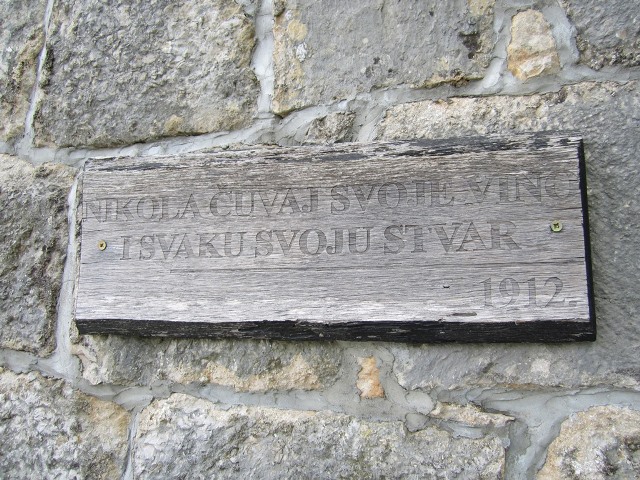 NIKOLA ČUVAJ SVOJE VINO
I SVAKU SVOJU STVAR
1912.